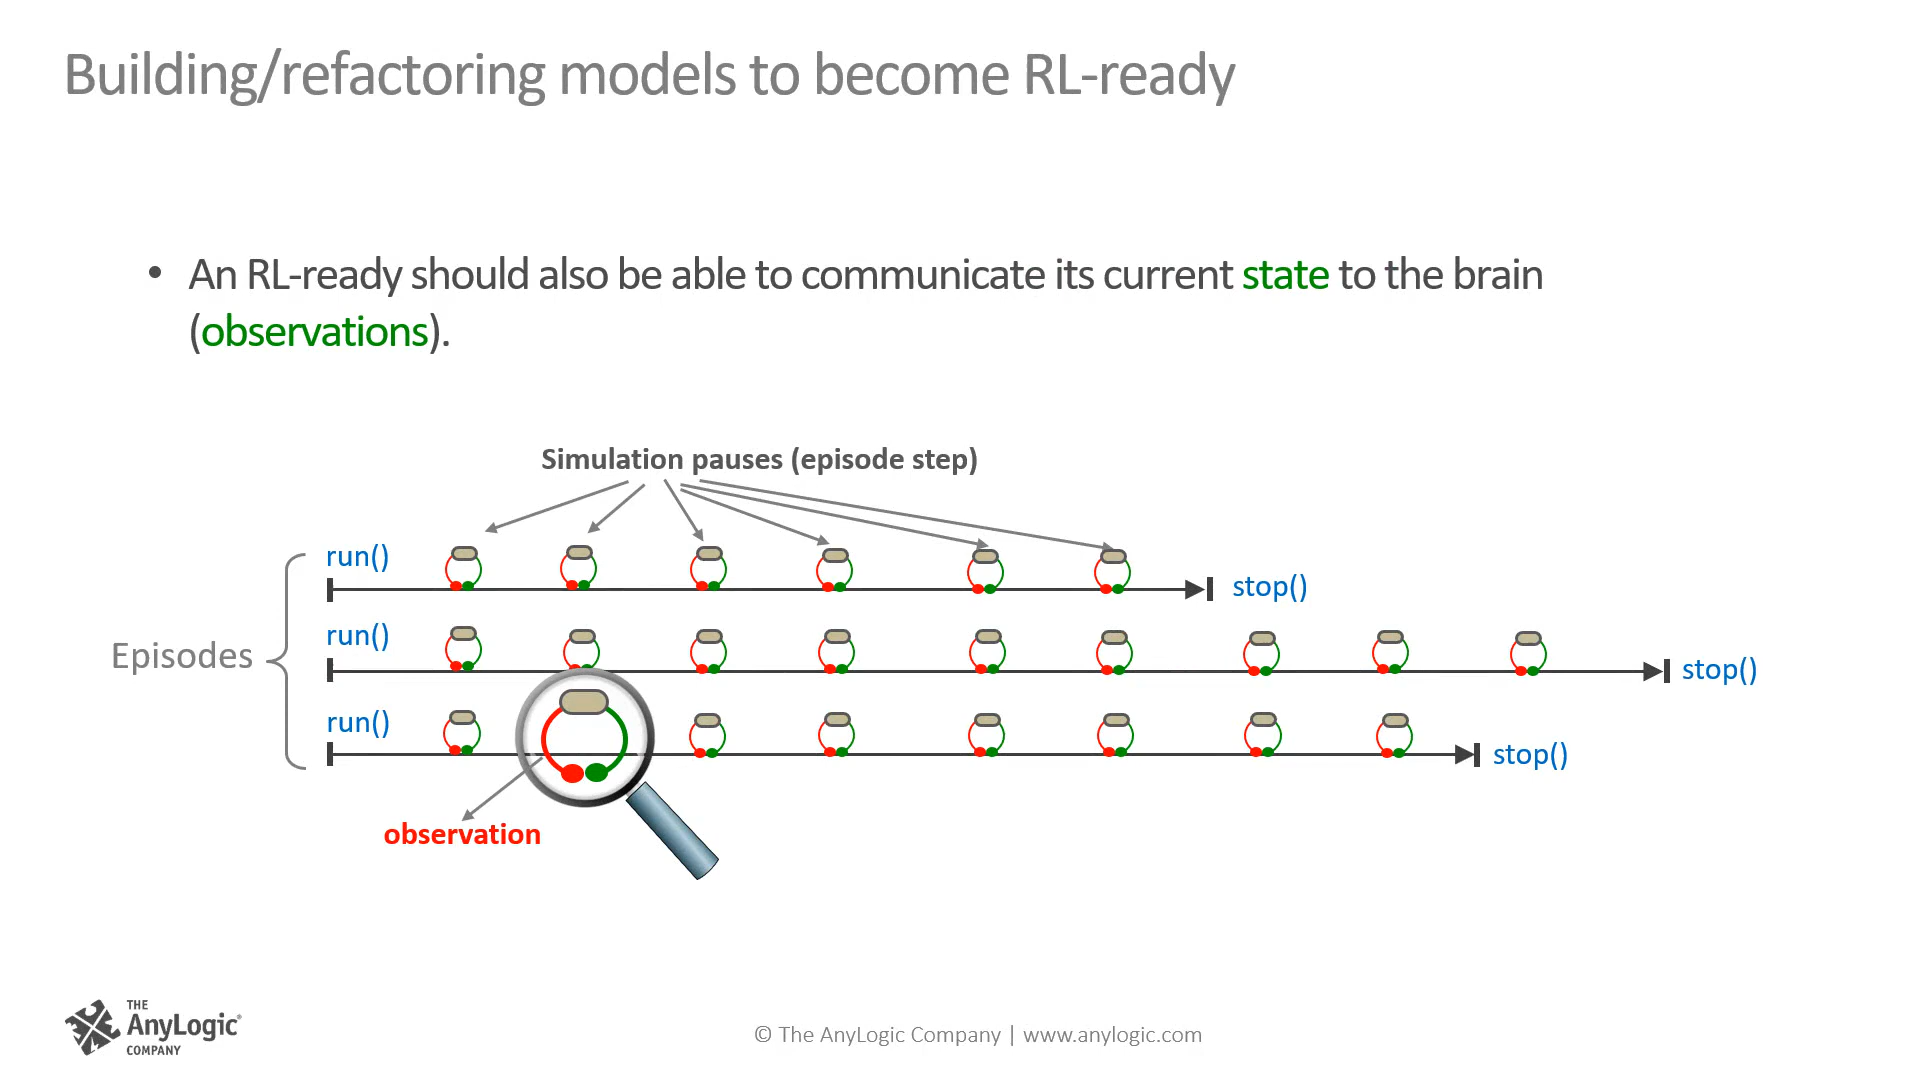 Building/refactoring models to become RL-ready
• An RL-ready should also be able to communicate its current state to the brain
(observations).
Simulation pauses (episode step)
run()
stop()
Episodes
run()
stop()
run()
stop()
observation
THE
AnyLogic®
COMPANY
© The AnyLogic Company | www.anylogic.com